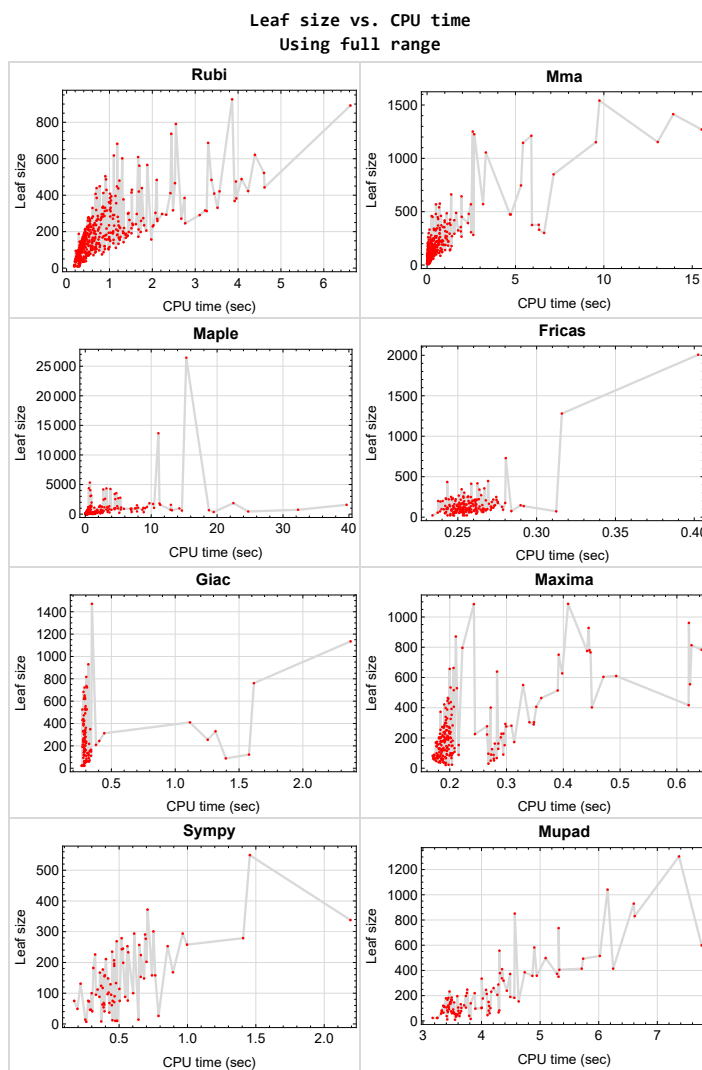 Leaf size vs. CPU time
Using full range
Rubi
Leaf size
800
600
400
200
0
0 1 2 3 4 5 6
CPU time (sec)
Mma
Leaf size
1500
1000
500
0
0 5 10 15
CPU time (sec)
Maple
Leaf size
25 000
20 000
15 000
10 000
5000
0
0 10 20 30 40
CPU time (sec)
Fricas
Leaf size
2000
1500
1000
500
0
0.25 0.30 0.35 0.40
CPU time (sec)
Giac
Leaf size
1400
1200
1000
800
600
400
200
0
0.5 1.0 1.5 2.0
CPU time (sec)
Maxima
Leaf size
1000
800
600
400
200
0
0.2 0.3 0.4 0.5 0.6
CPU time (sec)
Sympy
Leaf size
500
400
300
200
100
0
0.5 1.0 1.5 2.0
CPU time (sec)
Mupad
Leaf size
1200
1000
800
600
400
200
0
3 4 5 6 7
CPU time (sec)